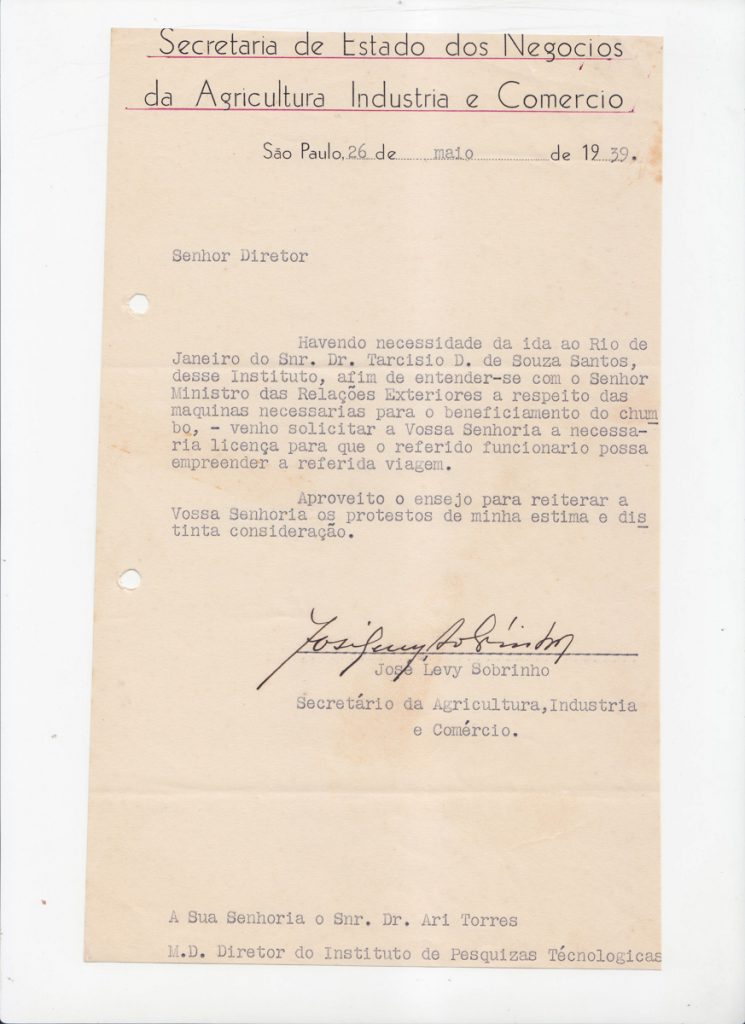 Secretaria de Estado dos Negocios
da Agricultura Industria e Comercio
São Paulo, 26 de maio de 19 39.
Senhor Diretor
Havendo necessidade da ida ao Rio de
Janeiro do Snr. Dr. Tarcisio D. de Souza Santos,
desse Instituto, afim de entender-se com o Senhor
Ministro das Relações Exteriores a respeito das
maquinas necessarias para o beneficiamento do chum
bo, - venho solicitar a Vossa Senhoria a necessa-
ria licença para que o referido funcionario possa
empreender a referida viagem.
Aproveito o ensejo para reiterar a
Vossa Senhoria os protestos de minha estima e dis
tinta consideração.
José Levy Sobrinho
José Levy Sobrinho
Secretário da Agricultura,Industria
e Comércio.
A Sua Senhoria o Snr. Dr. Ari Torres
M.D. Diretor do Instituto de Pesquizas Técnologicas